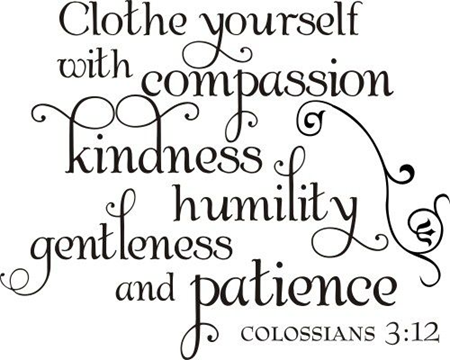 Clothe yourself
with compassion
kindness
humility
gentleness
and patience
COLOSSIANS 3:12